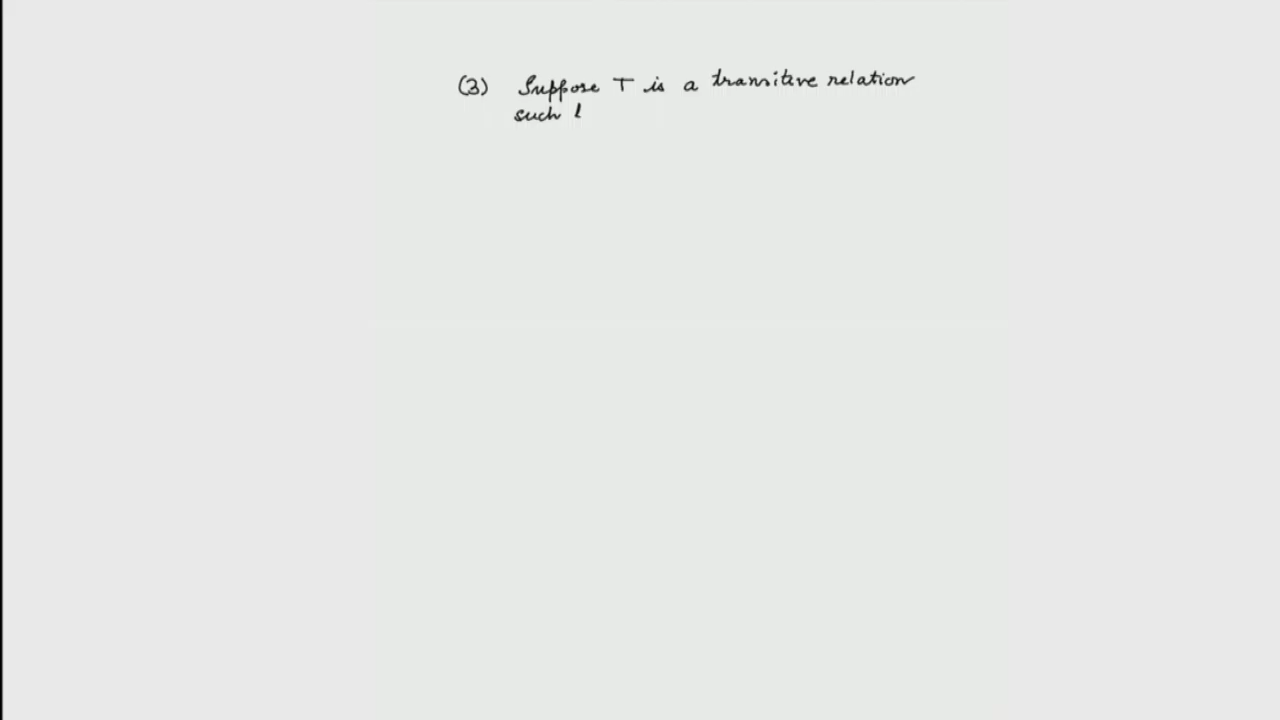 (3) Suppose T is a transitive relation
such